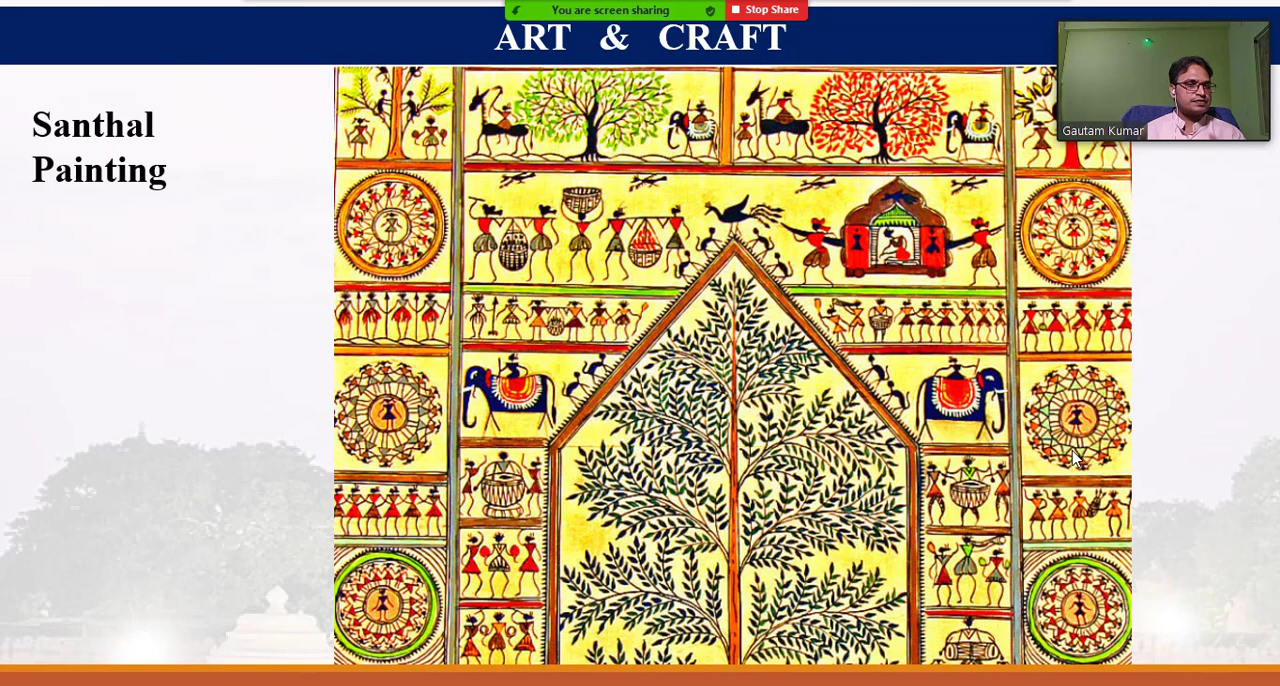 You are screen sharing
Stop Share
ART & CRAFT
Santhal
Painting
Gautam Kumar